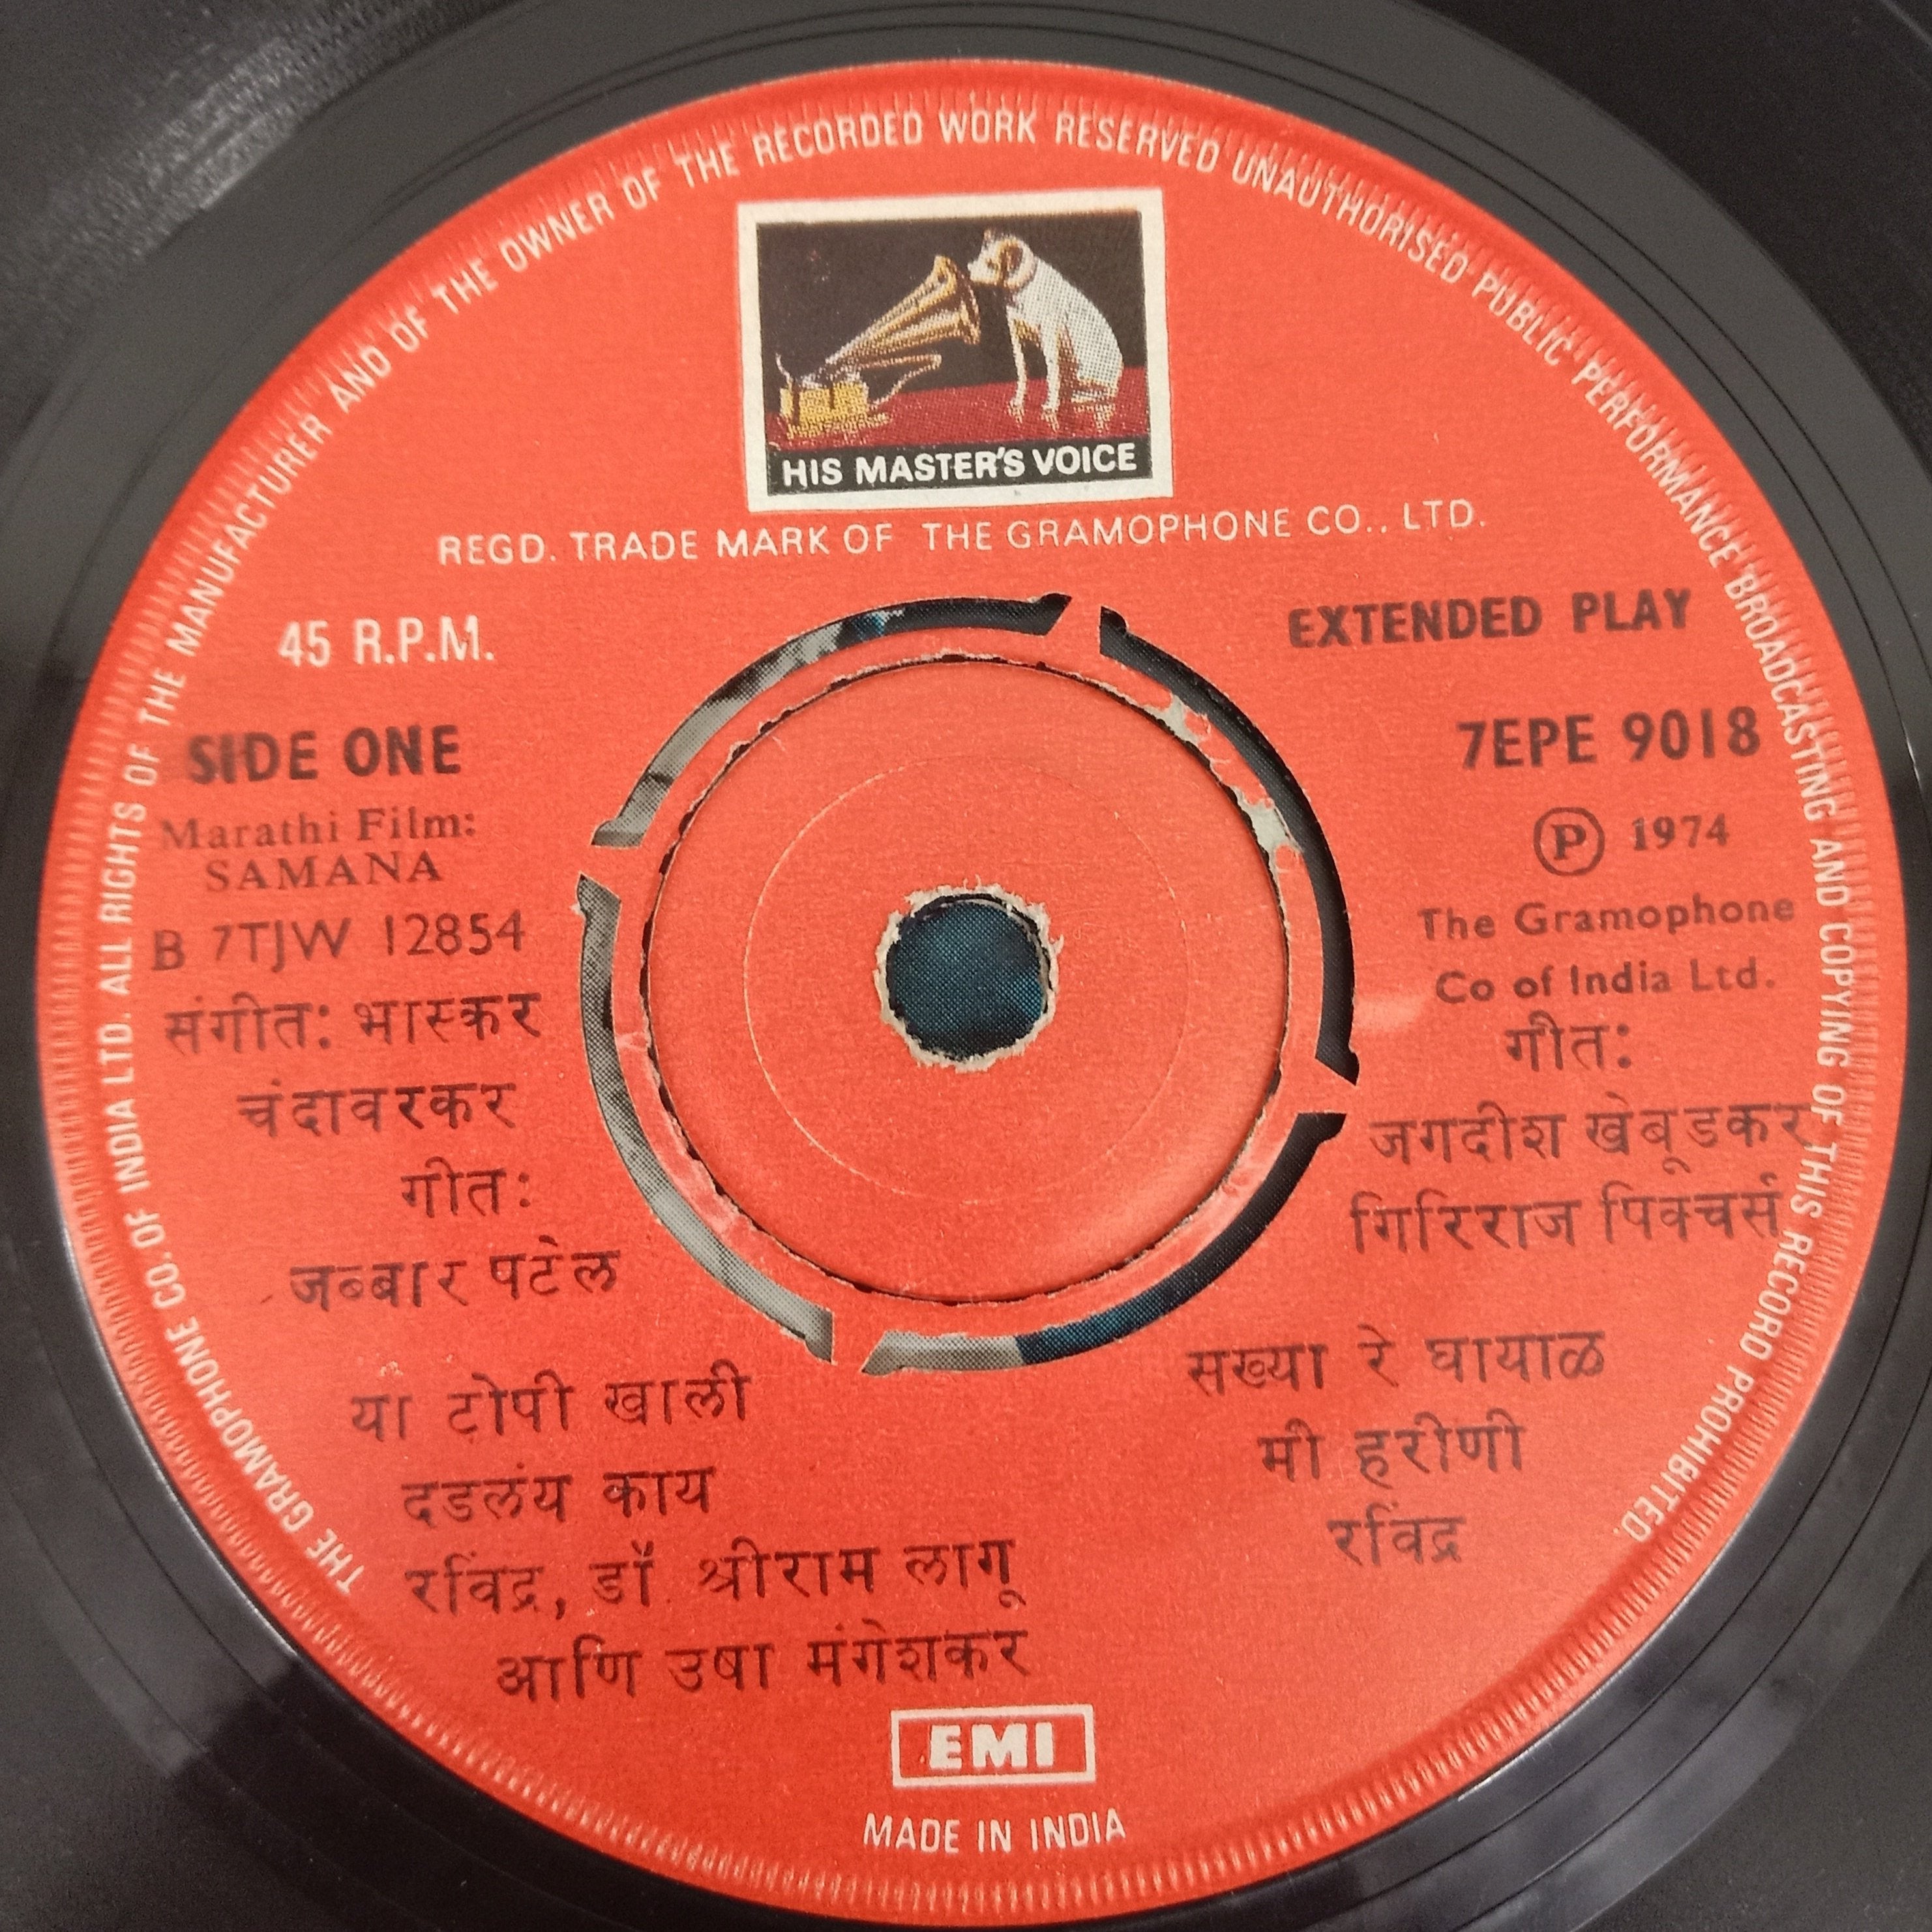 THE GRAMOPHONE CO. OF INDIA LTD. ALL RIGHTS OF THE MANUFACTURER AND OF THE OWNER OF THE RECORDED WORK RESERVED UNAUTHORISED PUBLIC PERFORMANCE BROADCASTING AND COPYING OF THIS RECORD PROHIBITED.
HIS MASTER'S VOICE
REGD. TRADE MARK OF THE GRAMOPHONE CO., LTD.
45 R.P.M.
SIDE ONE
Marathi Film:
SAMANA
B 7TJW 12854
संगीत: भास्कर
चंदावरकर
गीत:
जब्बार पटेल
EXTENDED PLAY
7EPE 9018
Ⓟ 1974
The Gramophone
Co of India Ltd.
गीत:
जगदीश खेबूडकर
गिरिराज पिक्चर्स
या टोपी खाली
दडलंय काय
रविंद्र, डॉ श्रीराम लागू
आणि उषा मंगेशकर
सख्या रे घायाळ
मी हरीणी
रविंद्र
EMI
MADE IN INDIA